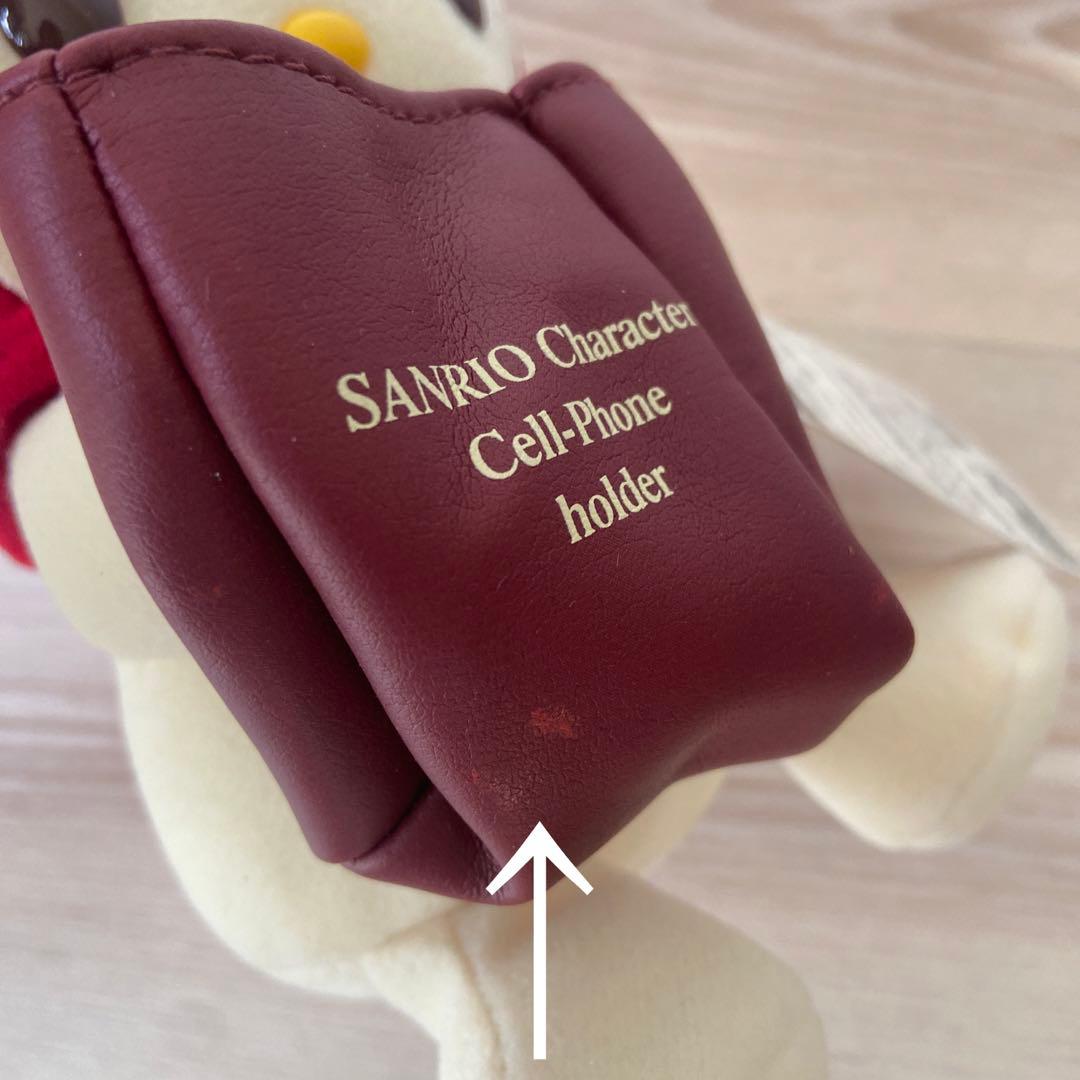 SANRIO Character
Cell-Phone
holder